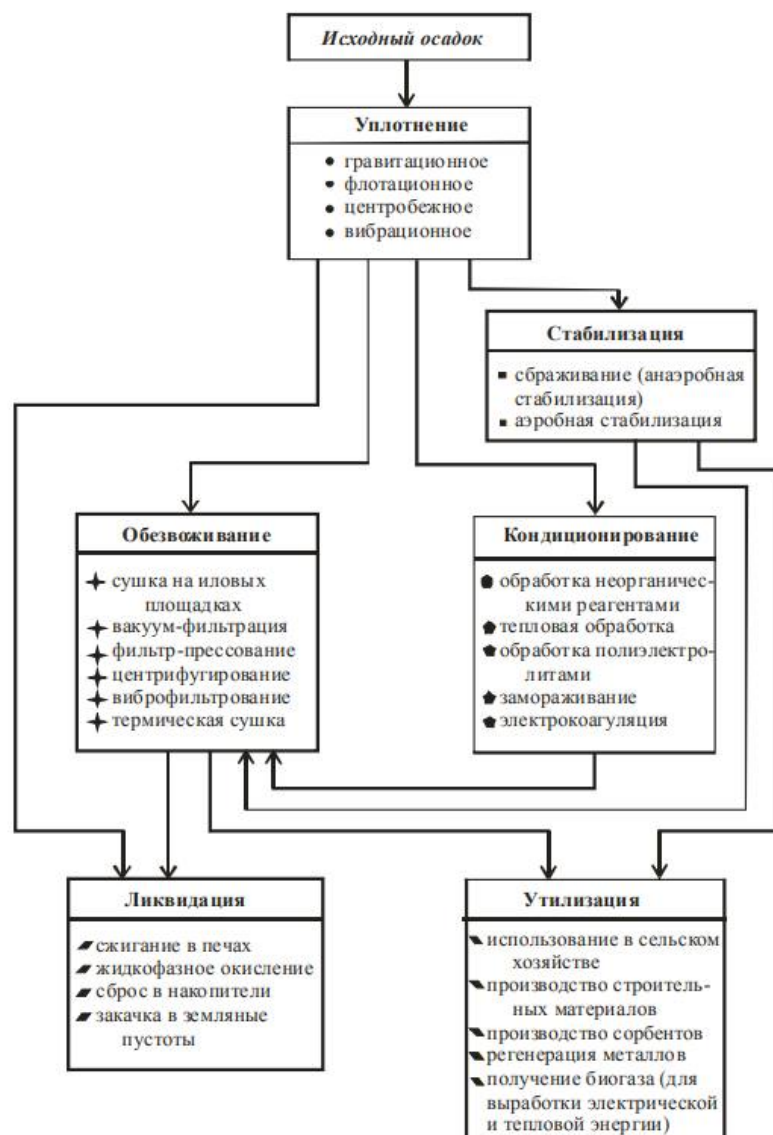 Исходный осадок
Уплотнение
гравитационное
флотационное
центробежное
вибрационное
Стабилизация
сбраживание (анаэробная
стабилизация)
аэробная стабилизация
Обезвоживание
сушка на иловых
площадках
вакуум-фильтрация
фильтр-прессование
центрифугирование
виброфильтрование
термическая сушка
Кондиционирование
обработка неорганичес-
кими реагентами
тепловая обработка
обработка полиэлектро-
литами
замораживание
электрокоагуляция
Ликвидация
сжигание в печах
жидкофазное окисление
сброс в накопители
закачка в земляные
пустоты
Утилизация
использование в сельском
хозяйстве
производство строитель-
ных материалов
производство сорбентов
регенерация металлов
получение биогаза (для
выработки электрической
и тепловой энергии)